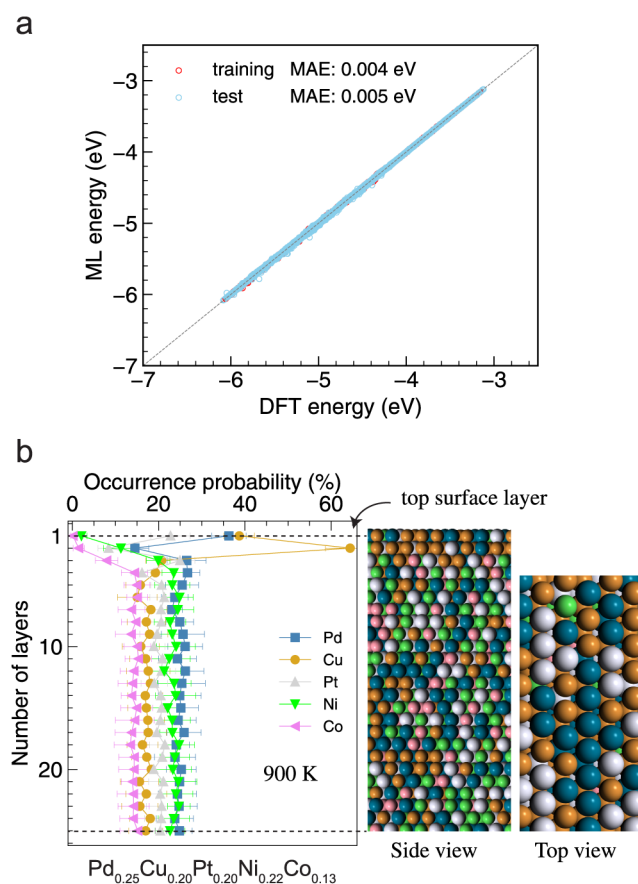 a
training MAE: 0.004 eV
test MAE: 0.005 eV
ML energy (eV)
−3
−4
−5
−6
−7
−7 −6 −5 −4 −3
DFT energy (eV)
b
Occurrence probability (%)
0 20 40 60
top surface layer
Number of layers
1
10
20
Pd
Cu
Pt
Ni
Co
900 K
Side view
Top view
Pd0.25Cu0.20Pt0.20Ni0.22Co0.13